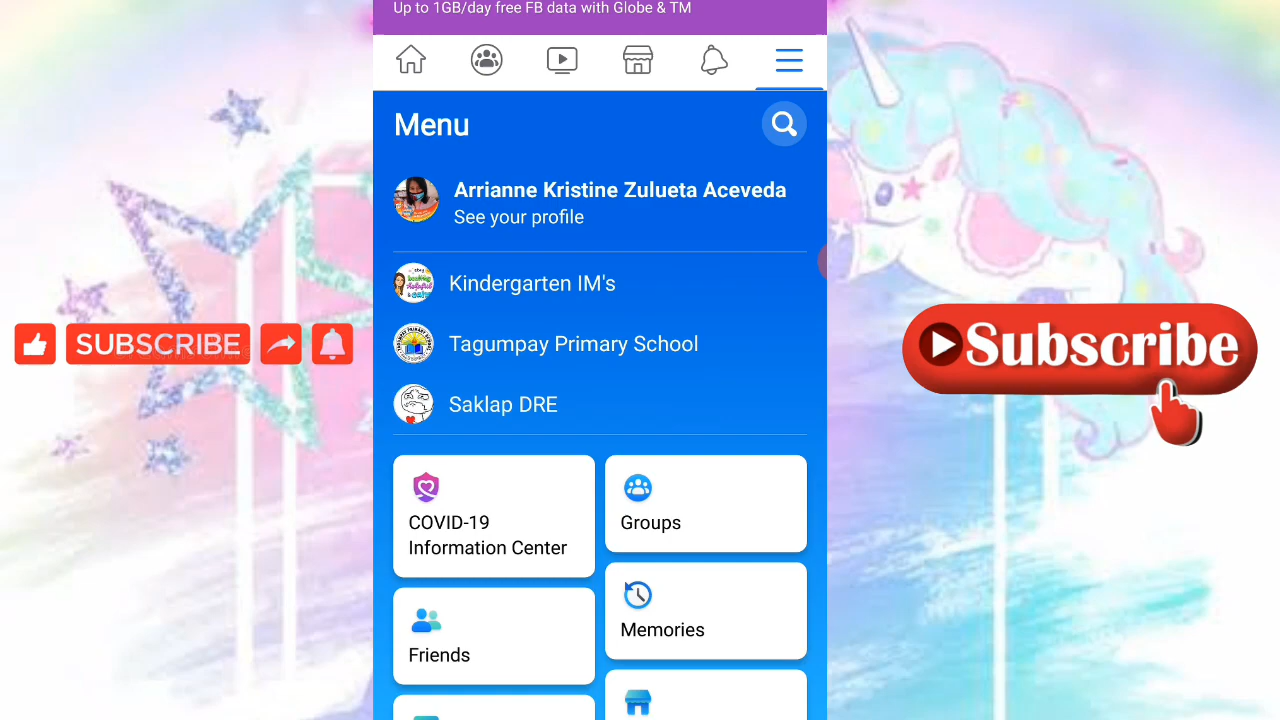 Up to 1GB/day free FB data with Globe & TM
Menu
Arrianne Kristine Zulueta Aceveda
See your profile
Kindergarten IM's
Tagumpay Primary School
Saklap DRE
SUBSCRIBE
Subscribe
COVID-19
Information Center
Groups
Memories
Friends